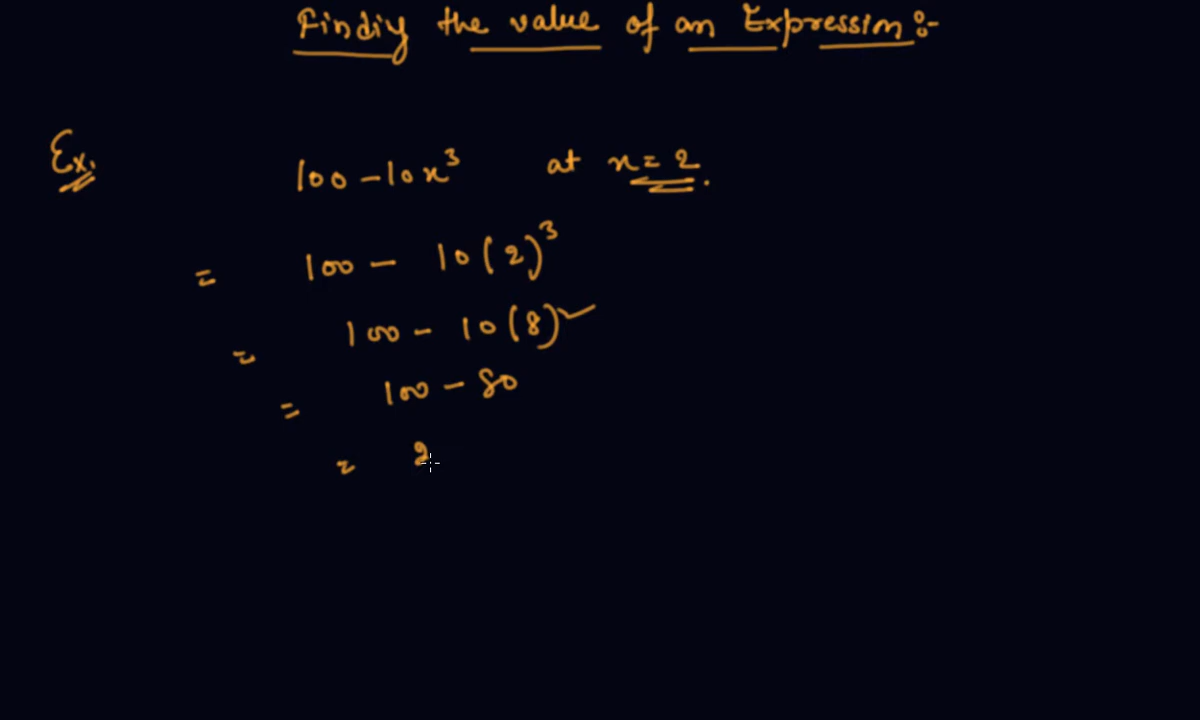 Findig the value of an Expression:-
Ex. 100 - 10x³ at x = 2.
= 100 - 10(2)³
= 100 - 10(8)
= 100 - 80
= 2